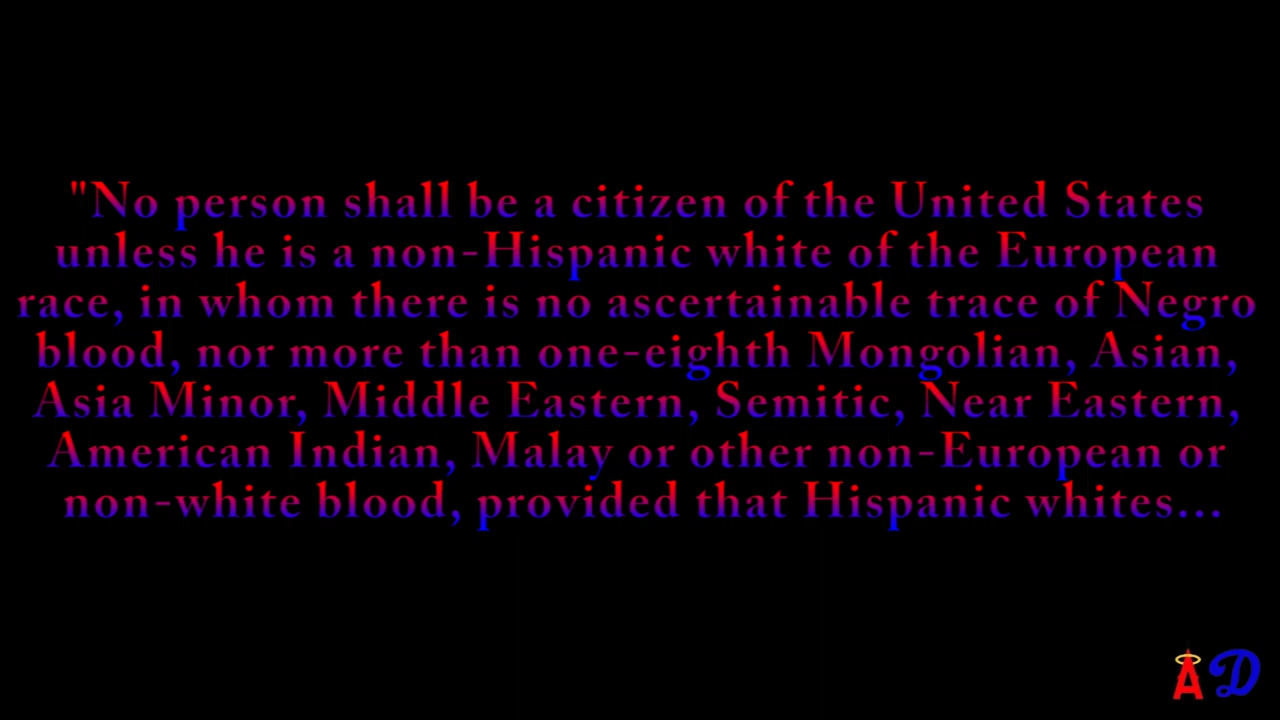 "No person shall be a citizen of the United States
unless he is a non-Hispanic white of the European
race, in whom there is no ascertainable trace of Negro
blood, nor more than one-eighth Mongolian, Asian,
Asia Minor, Middle Eastern, Semitic, Near Eastern,
American Indian, Malay or other non-European or
non-white blood, provided that Hispanic whites...
A D